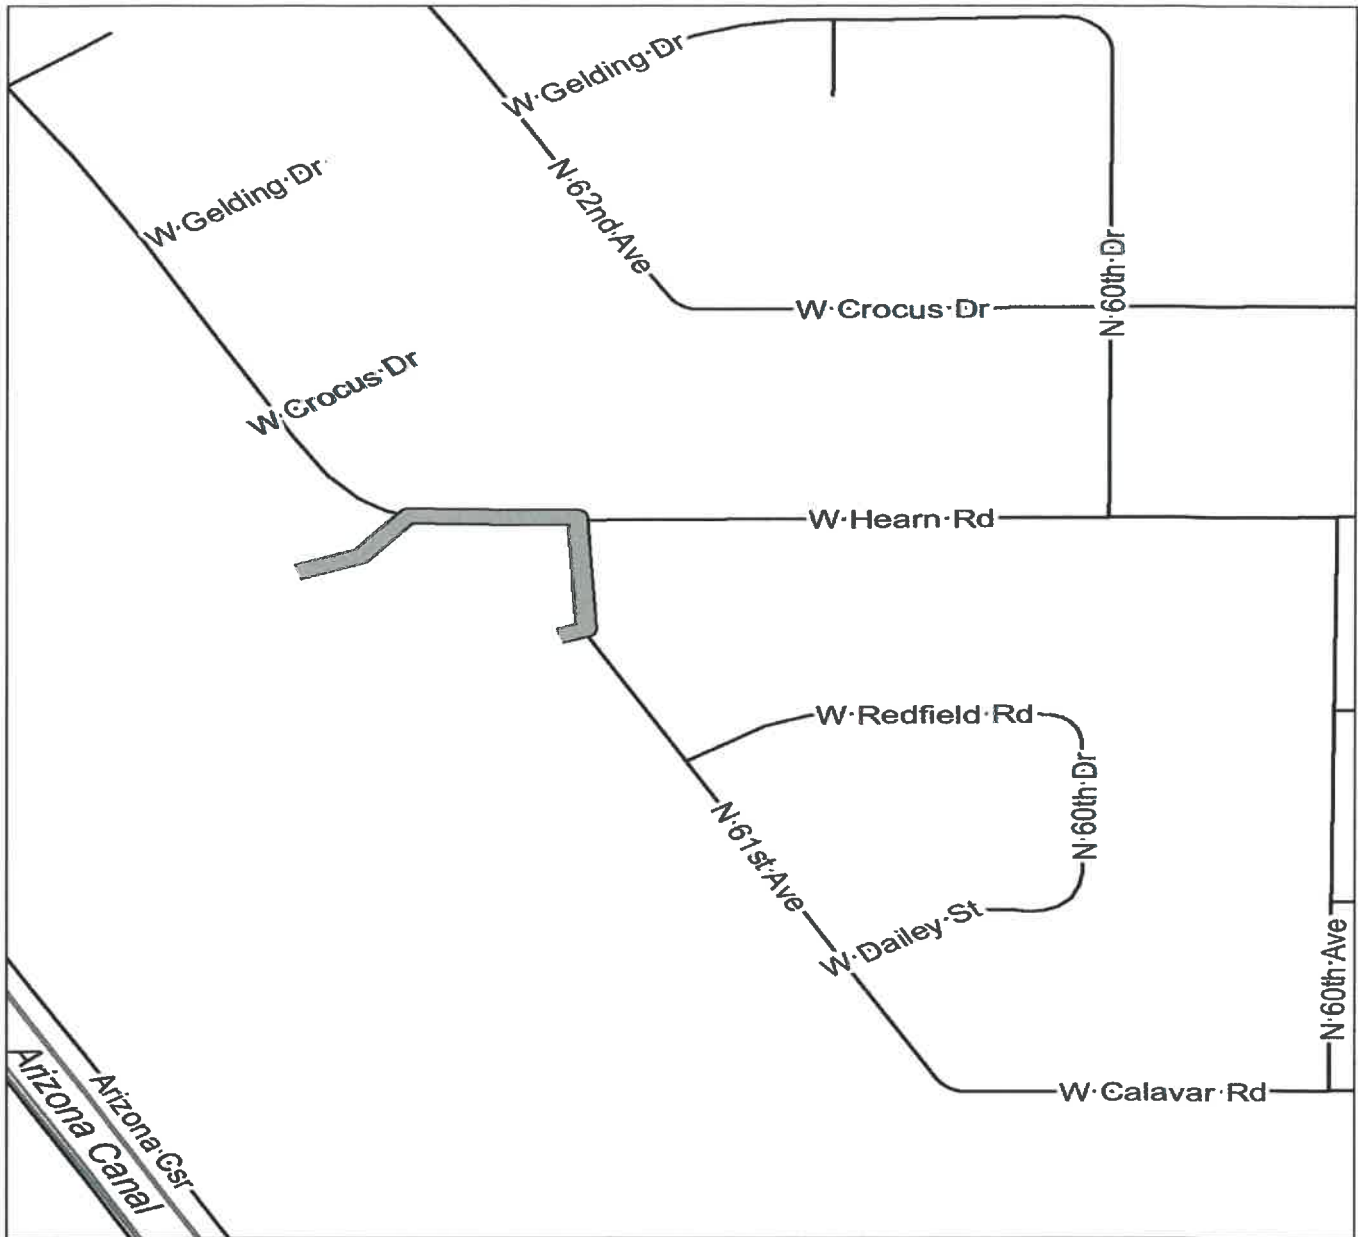 W Gelding Dr
W Gelding Dr
N 62nd Ave
N 60th Dr
W Crocus Dr
W Crocus Dr
W Hearn Rd
W Redfield Rd
N 60th Dr
N 61st Ave
W Dailey St
N 60th Ave
W Calavar Rd
Arizona Csr
Arizona Canal